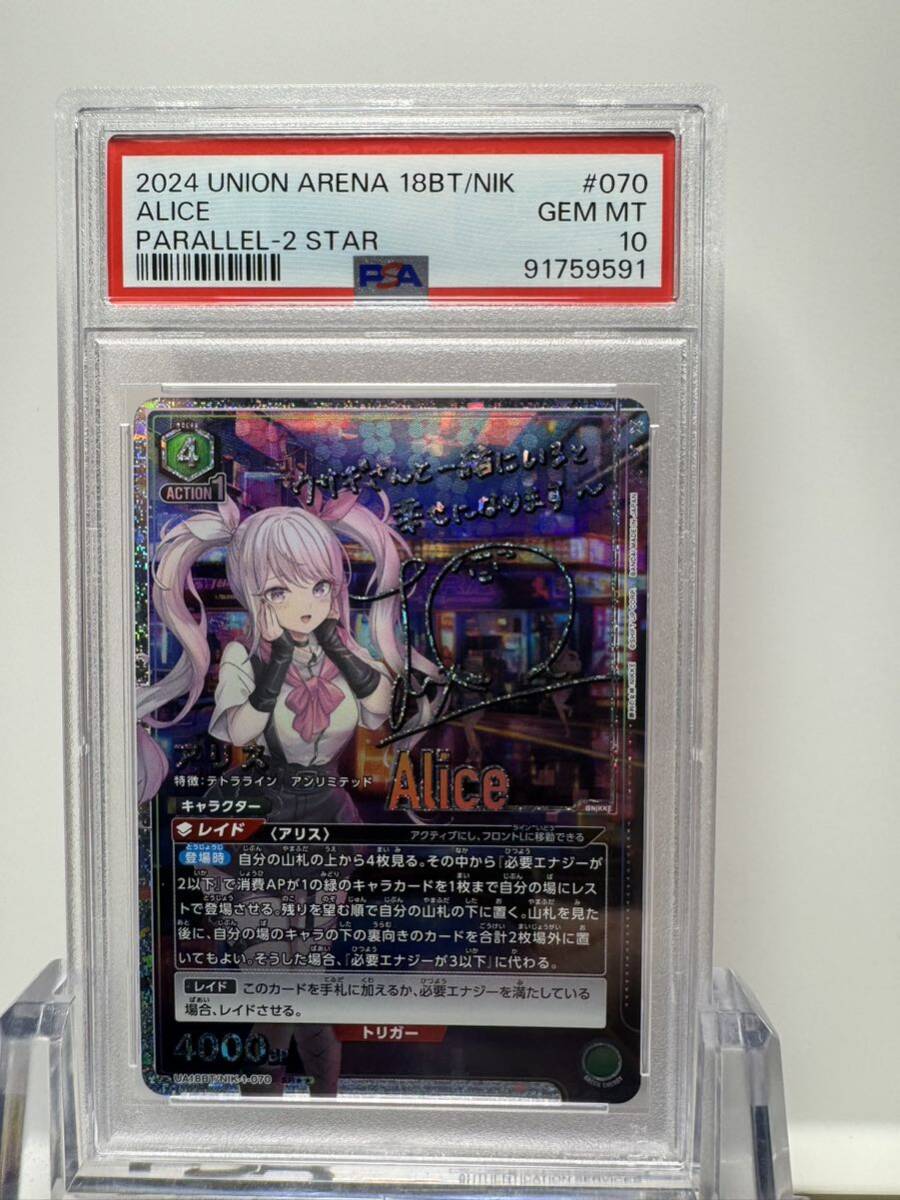 2024 UNION ARENA 18BT/NIK #070
ALICE GEM MT
PARALLEL-2 STAR 10
PSA 91759591
4
ACTION 1
ウサギさんと一緒にいると
幸せになります
アリス
特徴:テトラライン アンリミテッド
Alice
キャラクター
©NIKKE
©SHIFT UP CORP. BANDAI MADE IN JAPAN
レイド 〈アリス〉 アクティブにし、フロントLに移動できる
登場時 自分の山札の上から4枚見る。その中から『必要エナジーが
2以下』で消費APが1の緑のキャラカードを1枚まで自分の場にレス
トで登場させる。残りを望む順で自分の山札の下に置く。山札を見た
後に、自分の場のキャラの下の裏向きのカードを合計2枚場外に置
いてもよい。そうした場合、『必要エナジーが3以下』に代わる。
レイド このカードを手札に加えるか、必要エナジーを満たしている
場合、レイドさせる。
トリガー
4000
UA18BT/NIK-1-070